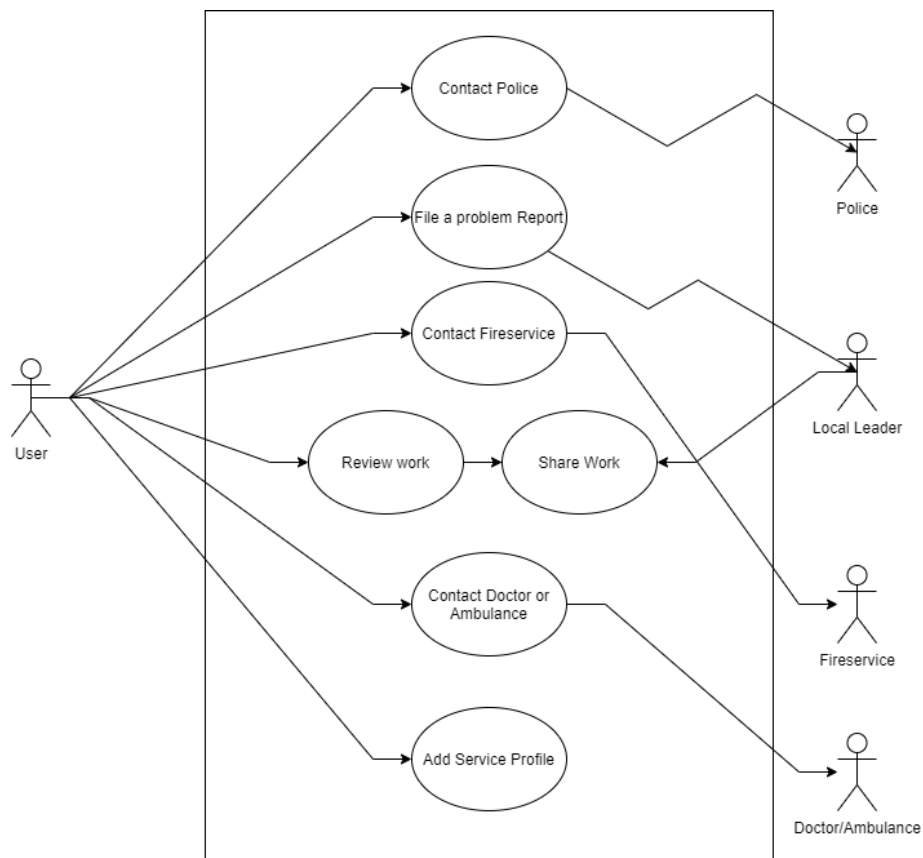 Contact Police
Police
File a problem Report
Contact Fireservice
User
Local Leader
Review work
Share Work
Contact Doctor or
Ambulance
Fireservice
Add Service Profile
Doctor/Ambulance